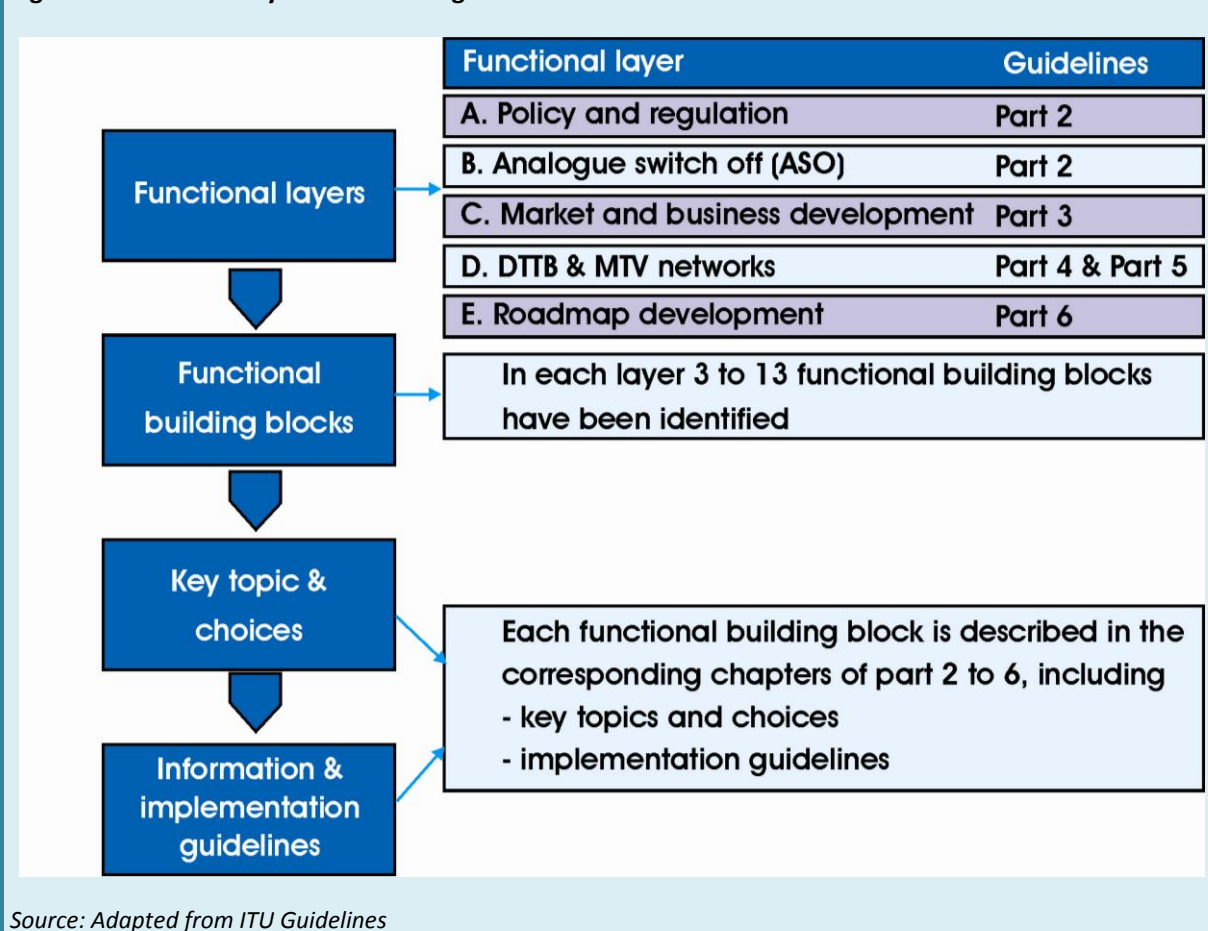 Functional layer Guidelines
A. Policy and regulation Part 2
B. Analogue switch off (ASO) Part 2
C. Market and business development Part 3
D. DTTB & MTV networks Part 4 & Part 5
E. Roadmap development Part 6
Functional layers
Functional
building blocks
In each layer 3 to 13 functional building blocks
have been identified
Key topic &
choices
Each functional building block is described in the
corresponding chapters of part 2 to 6, including
- key topics and choices
- implementation guidelines
Information &
implementation
guidelines
Source: Adapted from ITU Guidelines